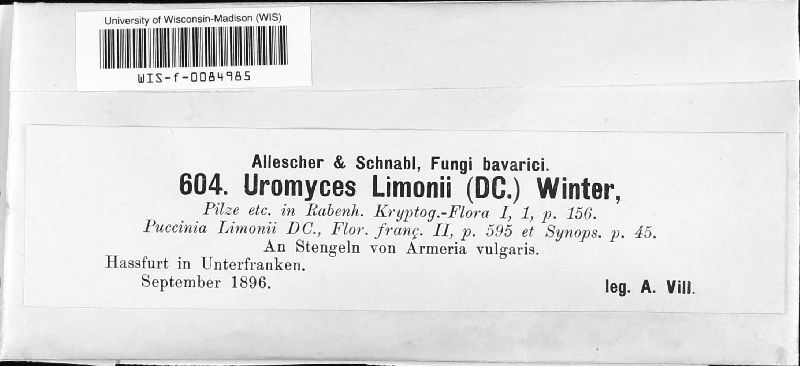 University of Wisconsin-Madison (WIS)
WIS-f-0084985
Allescher & Schnabl, Fungi bavarici.
604. Uromyces Limonii (DC.) Winter,
Pilze etc. in Rabenh. Kryptog.-Flora I, 1, p. 156.
Puccinia Limonii DC., Flor. franç. II, p. 595 et Synops. p. 45.
An Stengeln von Armeria vulgaris.
Hassfurt in Unterfranken.
September 1896.
leg. A. Vill.